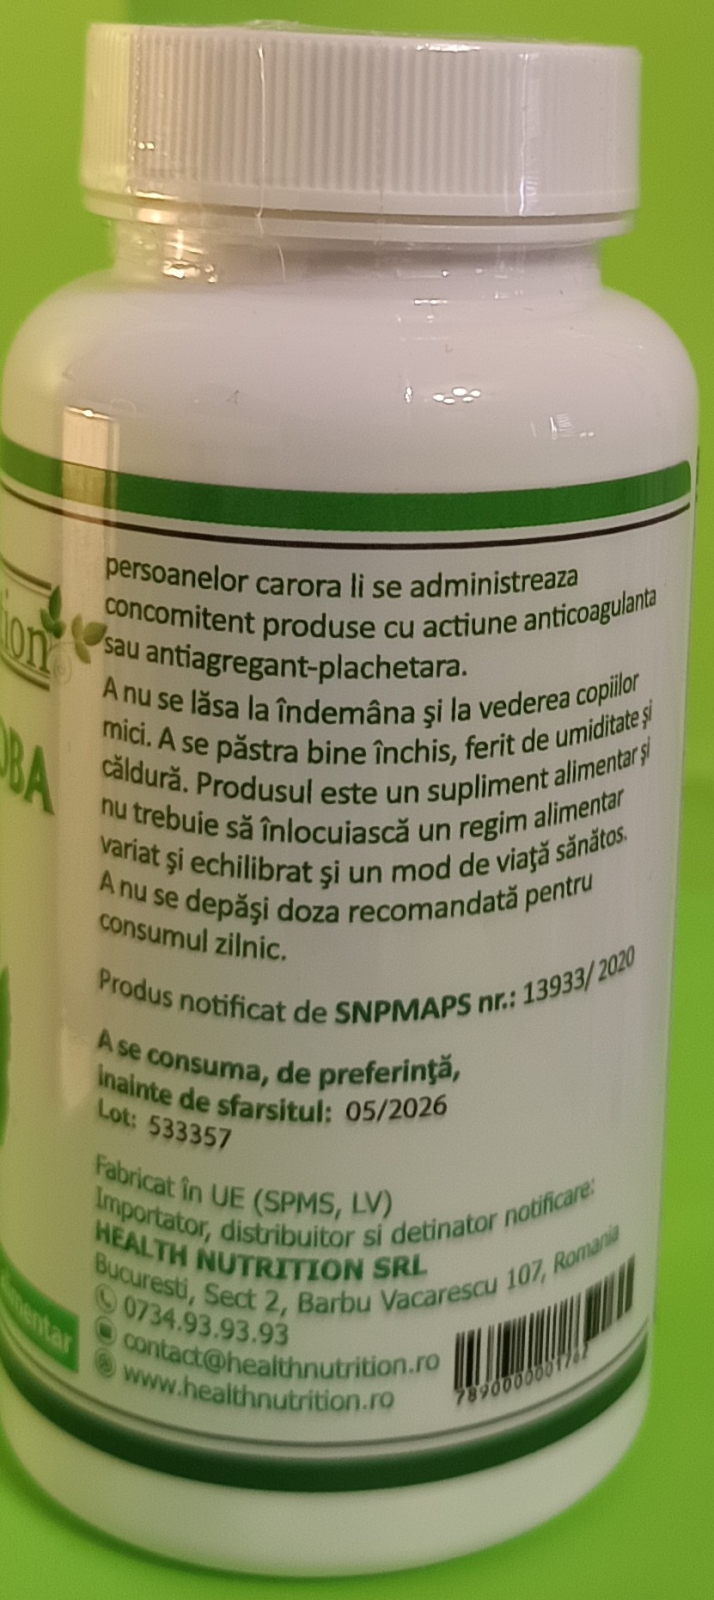 persoanelor carora li se administreaza
concomitent produse cu actiune anticoagulanta
sau antiagregant-plachetara.
A nu se lăsa la îndemâna şi la vederea copiilor
mici. A se păstra bine închis, ferit de umiditate şi
căldură. Produsul este un supliment alimentar şi
nu trebuie să înlocuiască un regim alimentar
variat şi echilibrat şi un mod de viaţă sănătos.
A nu se depăşi doza recomandată pentru
consumul zilnic.
Produs notificat de SNPMAPS nr.: 13933/ 2020
A se consuma, de preferinţă,
inainte de sfarsitul: 05/2026
Lot: 533357
Fabricat în UE (SPMS, LV)
Importator, distribuitor si detinator notificare:
HEALTH NUTRITION SRL
Bucuresti, Sect 2, Barbu Vacarescu 107, Romania
0734.93.93.93
contact@healthnutrition.ro
www.healthnutrition.ro